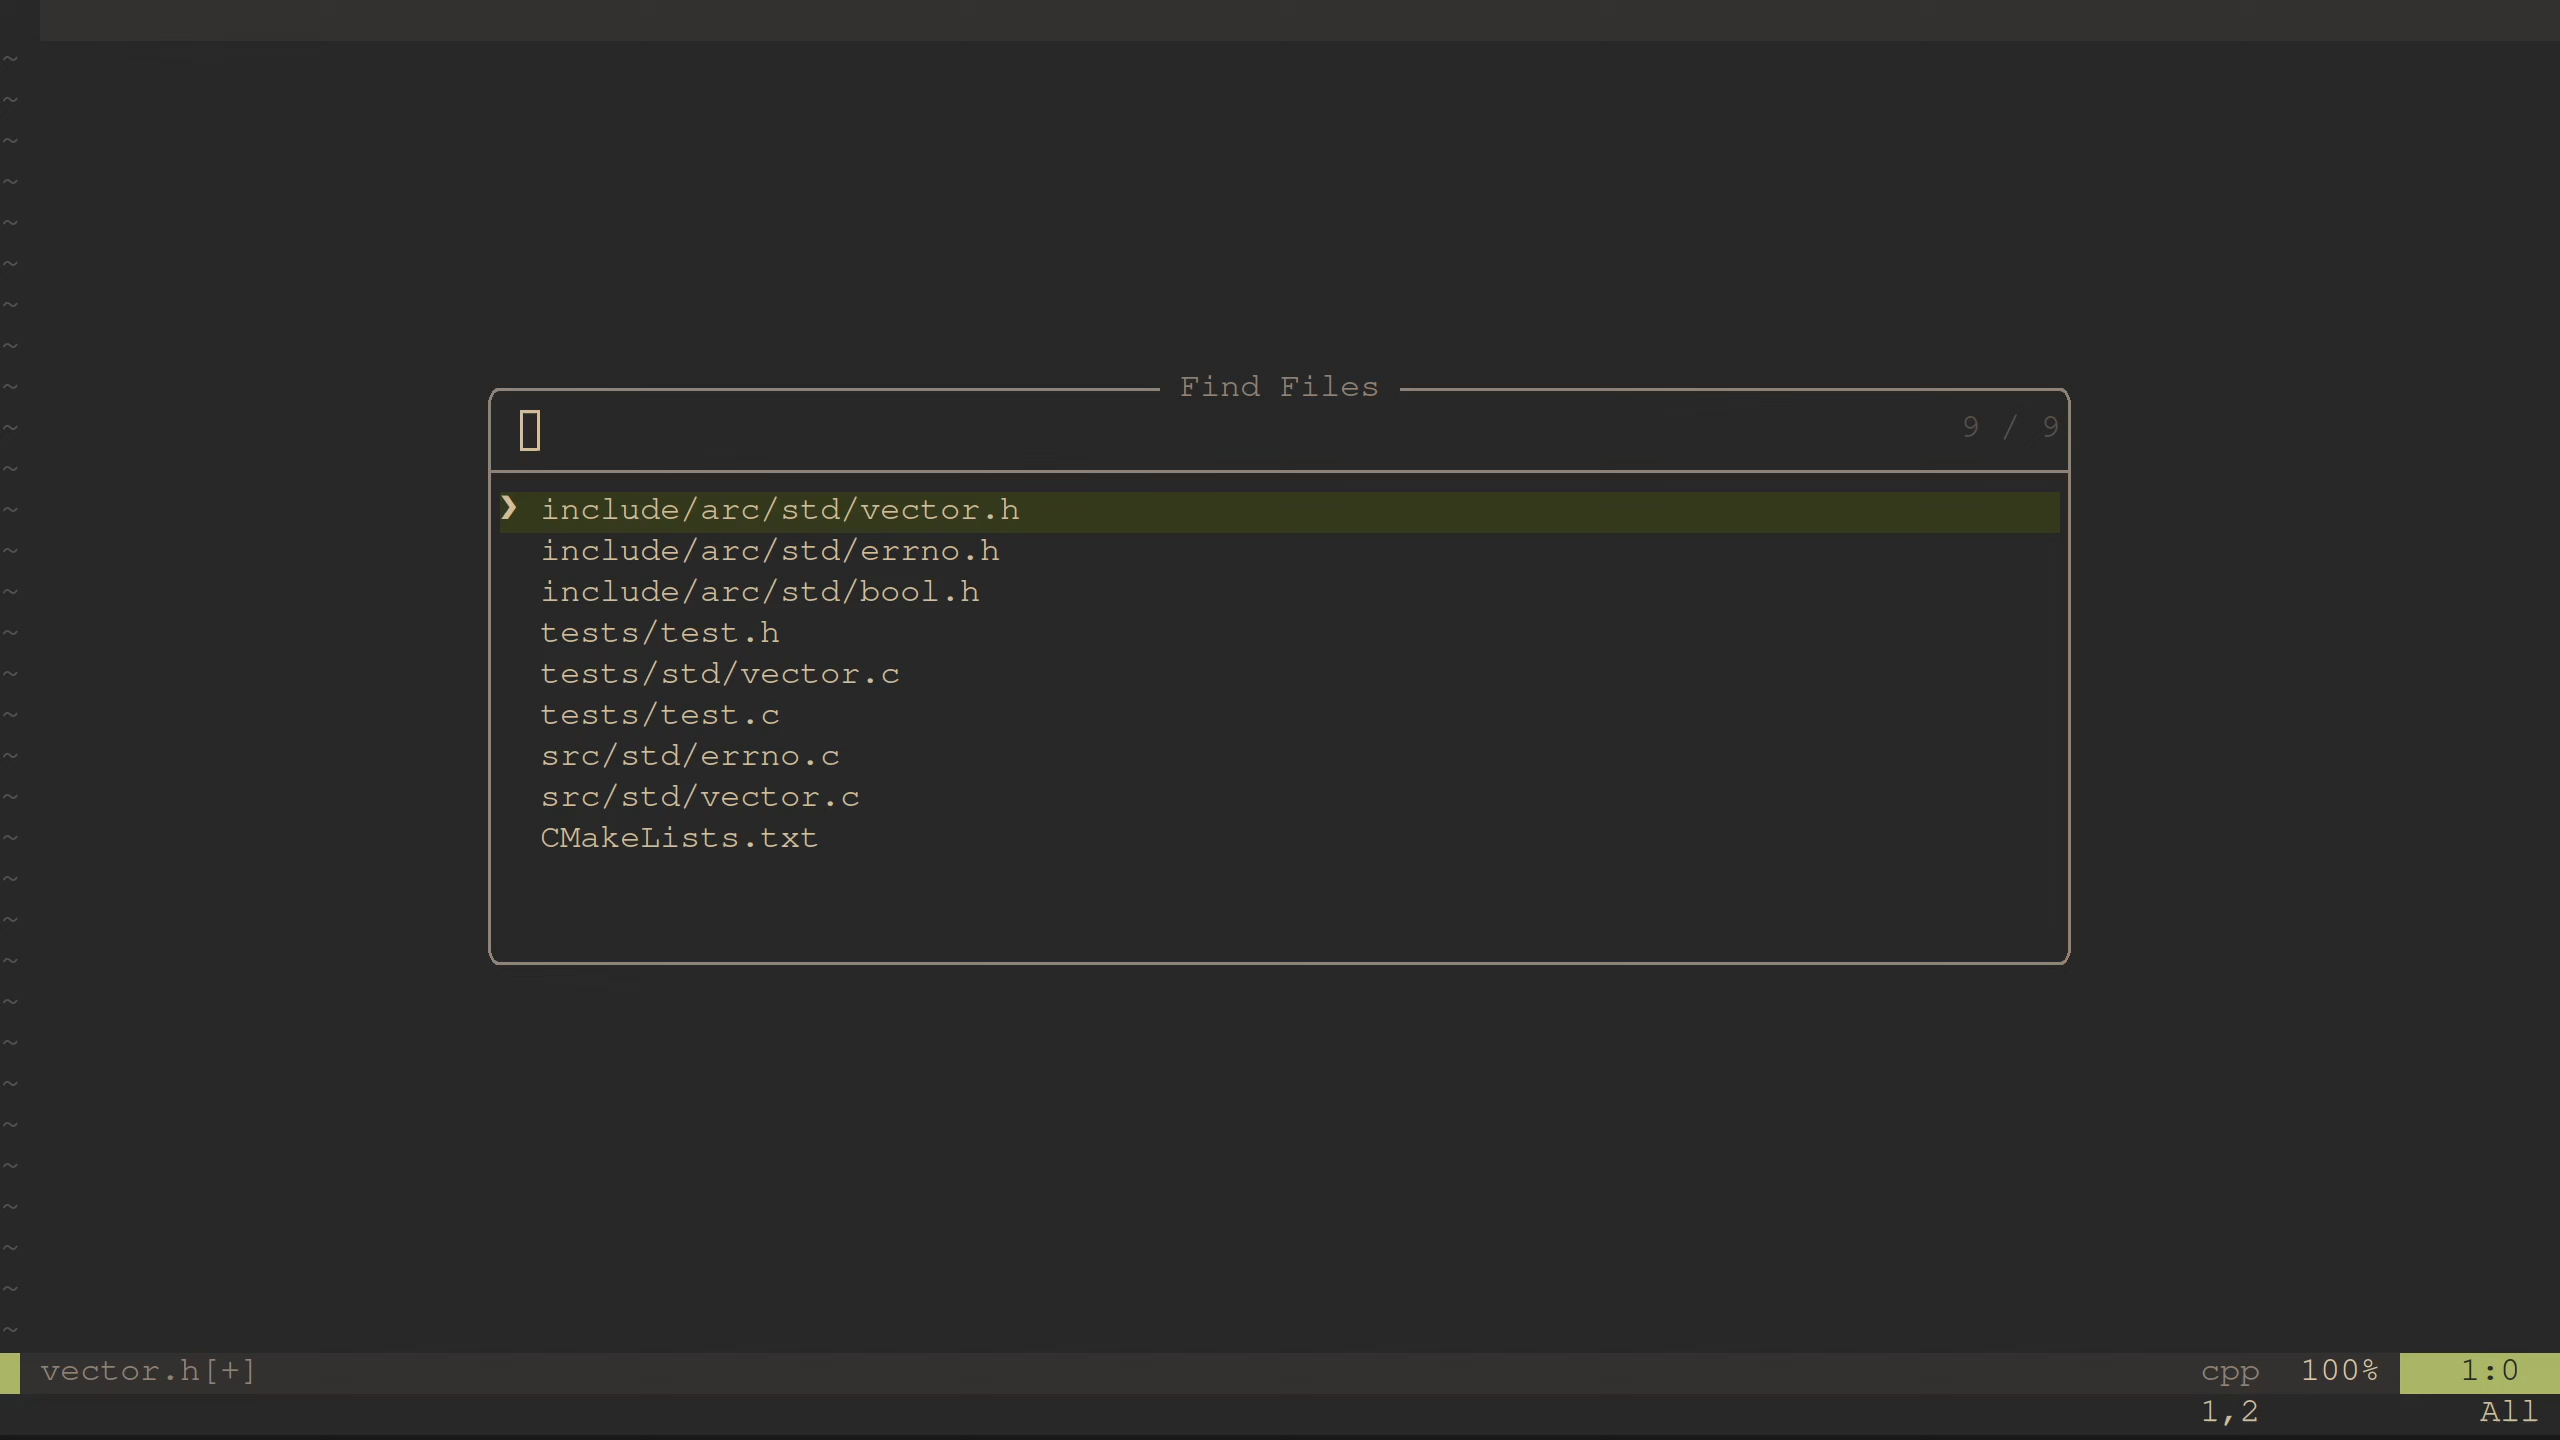 ~
~
~
~
~
~
~
~
~ Find Files
~ 9 / 9
~
~ ❯ include/arc/std/vector.h
~ include/arc/std/errno.h
~ include/arc/std/bool.h
~ tests/test.h
~ tests/std/vector.c
~ tests/test.c
~ src/std/errno.c
~ src/std/vector.c
~ CMakeLists.txt
~
~
~
~
~
~
~
~
~
~
~
~
vector.h[+] cpp 100% 1:0
1,2 All